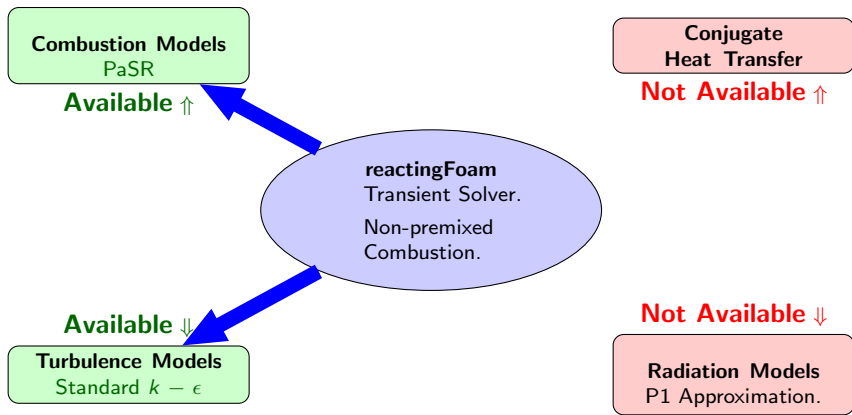 Combustion Models
PaSR
Available ⇑
Conjugate
Heat Transfer
Not Available ⇑
reactingFoam
Transient Solver.
Non-premixed
Combustion.
Available ⇓
Turbulence Models
Standard k − ϵ
Not Available ⇓
Radiation Models
P1 Approximation.